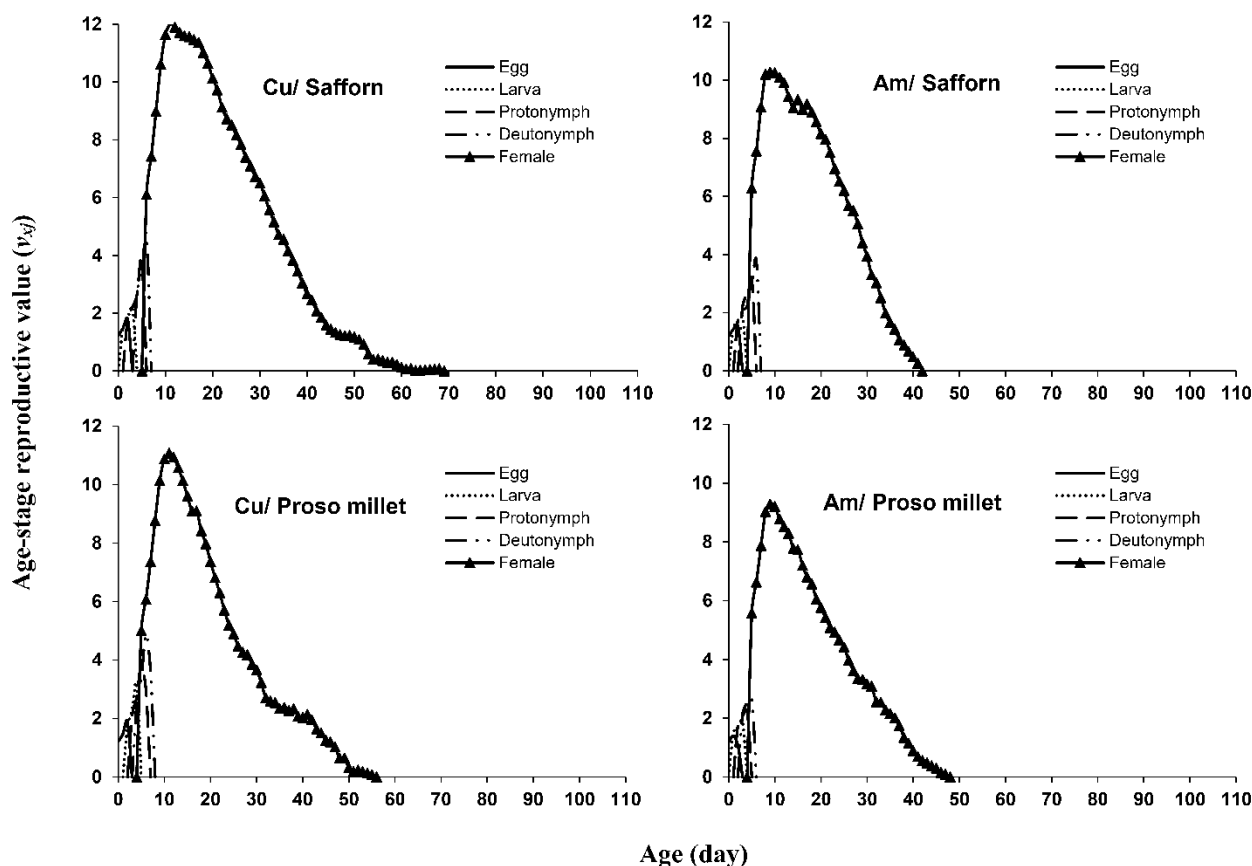 Age-stage reproductive value (vxj)
12
10
8
6
4
2
0
0 10 20 30 40 50 60 70 80 90 100 110
Cu/ Safforn
Egg
Larva
Protonymph
Deutonymph
Female
12
10
8
6
4
2
0
0 10 20 30 40 50 60 70 80 90 100 110
Am/ Safforn
Egg
Larva
Protonymph
Deutonymph
Female
12
10
8
6
4
2
0
0 10 20 30 40 50 60 70 80 90 100 110
Cu/ Proso millet
Egg
Larva
Protonymph
Deutonymph
Female
12
10
8
6
4
2
0
0 10 20 30 40 50 60 70 80 90 100 110
Am/ Proso millet
Egg
Larva
Protonymph
Deutonymph
Female
Age (day)